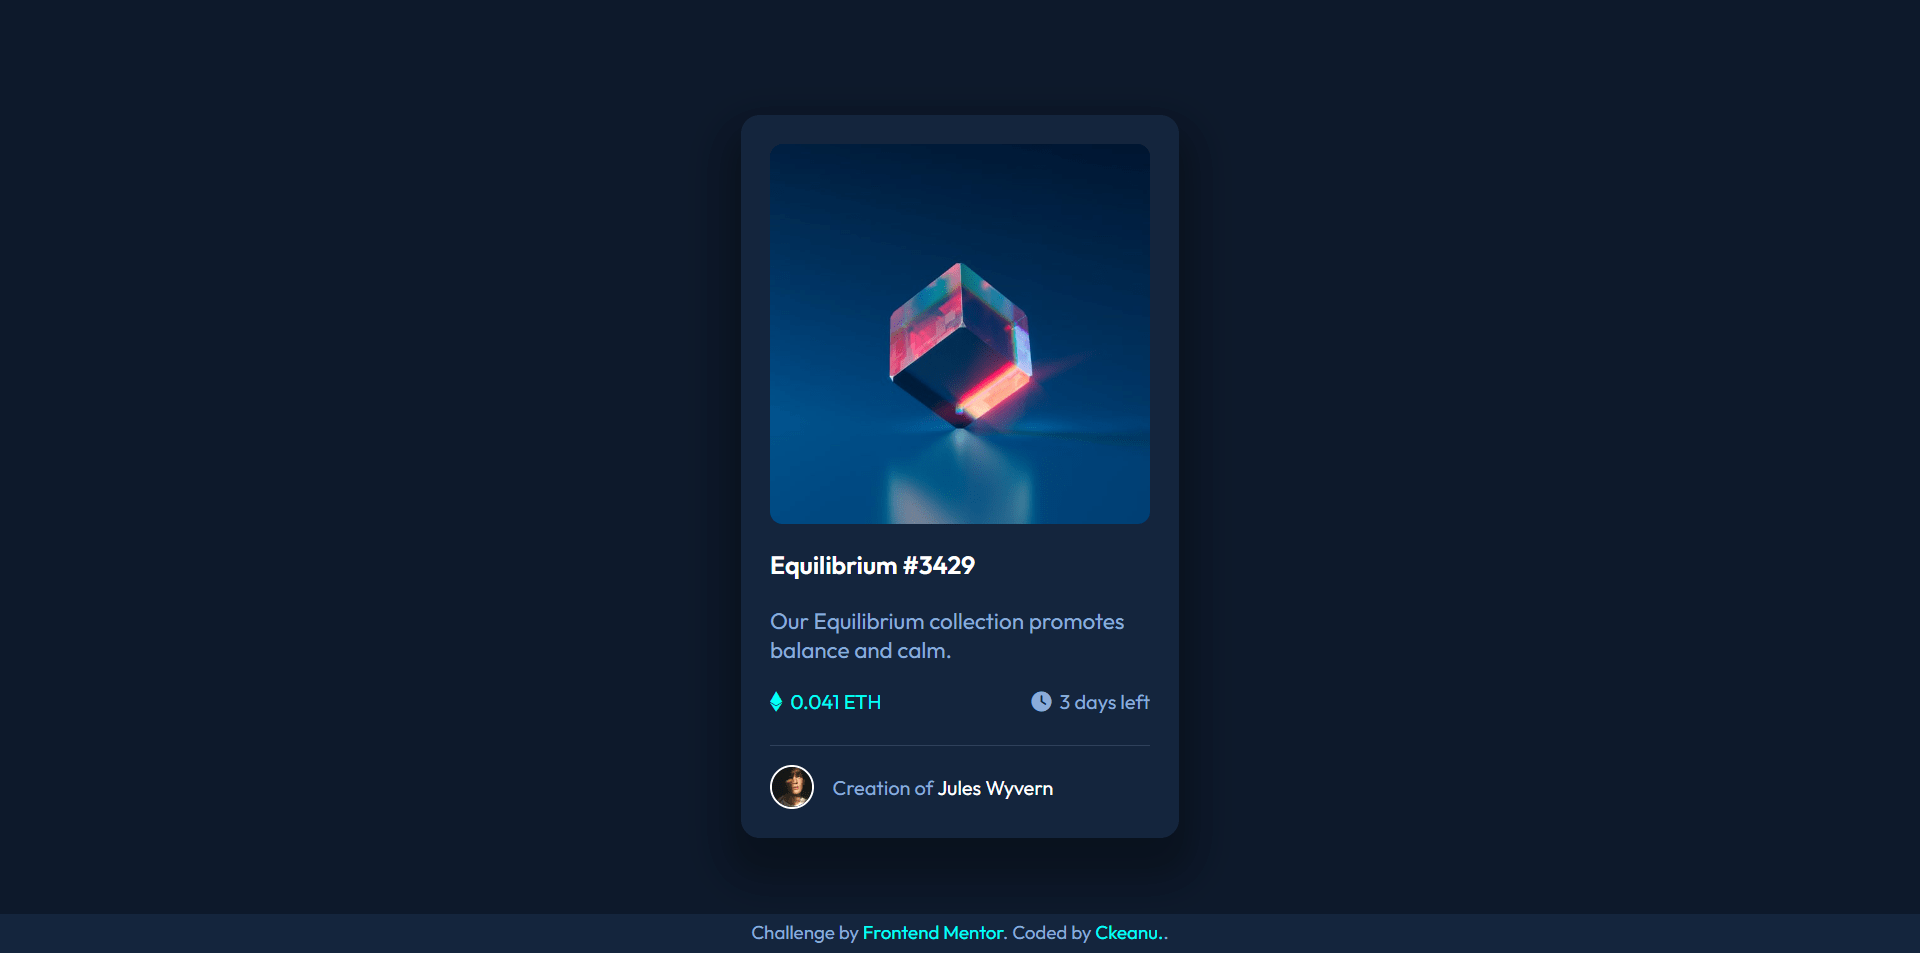 Equilibrium #3429
Our Equilibrium collection promotes
balance and calm.
0.041 ETH
3 days left
Creation of Jules Wyvern
Challenge by Frontend Mentor. Coded by Ckeanu..